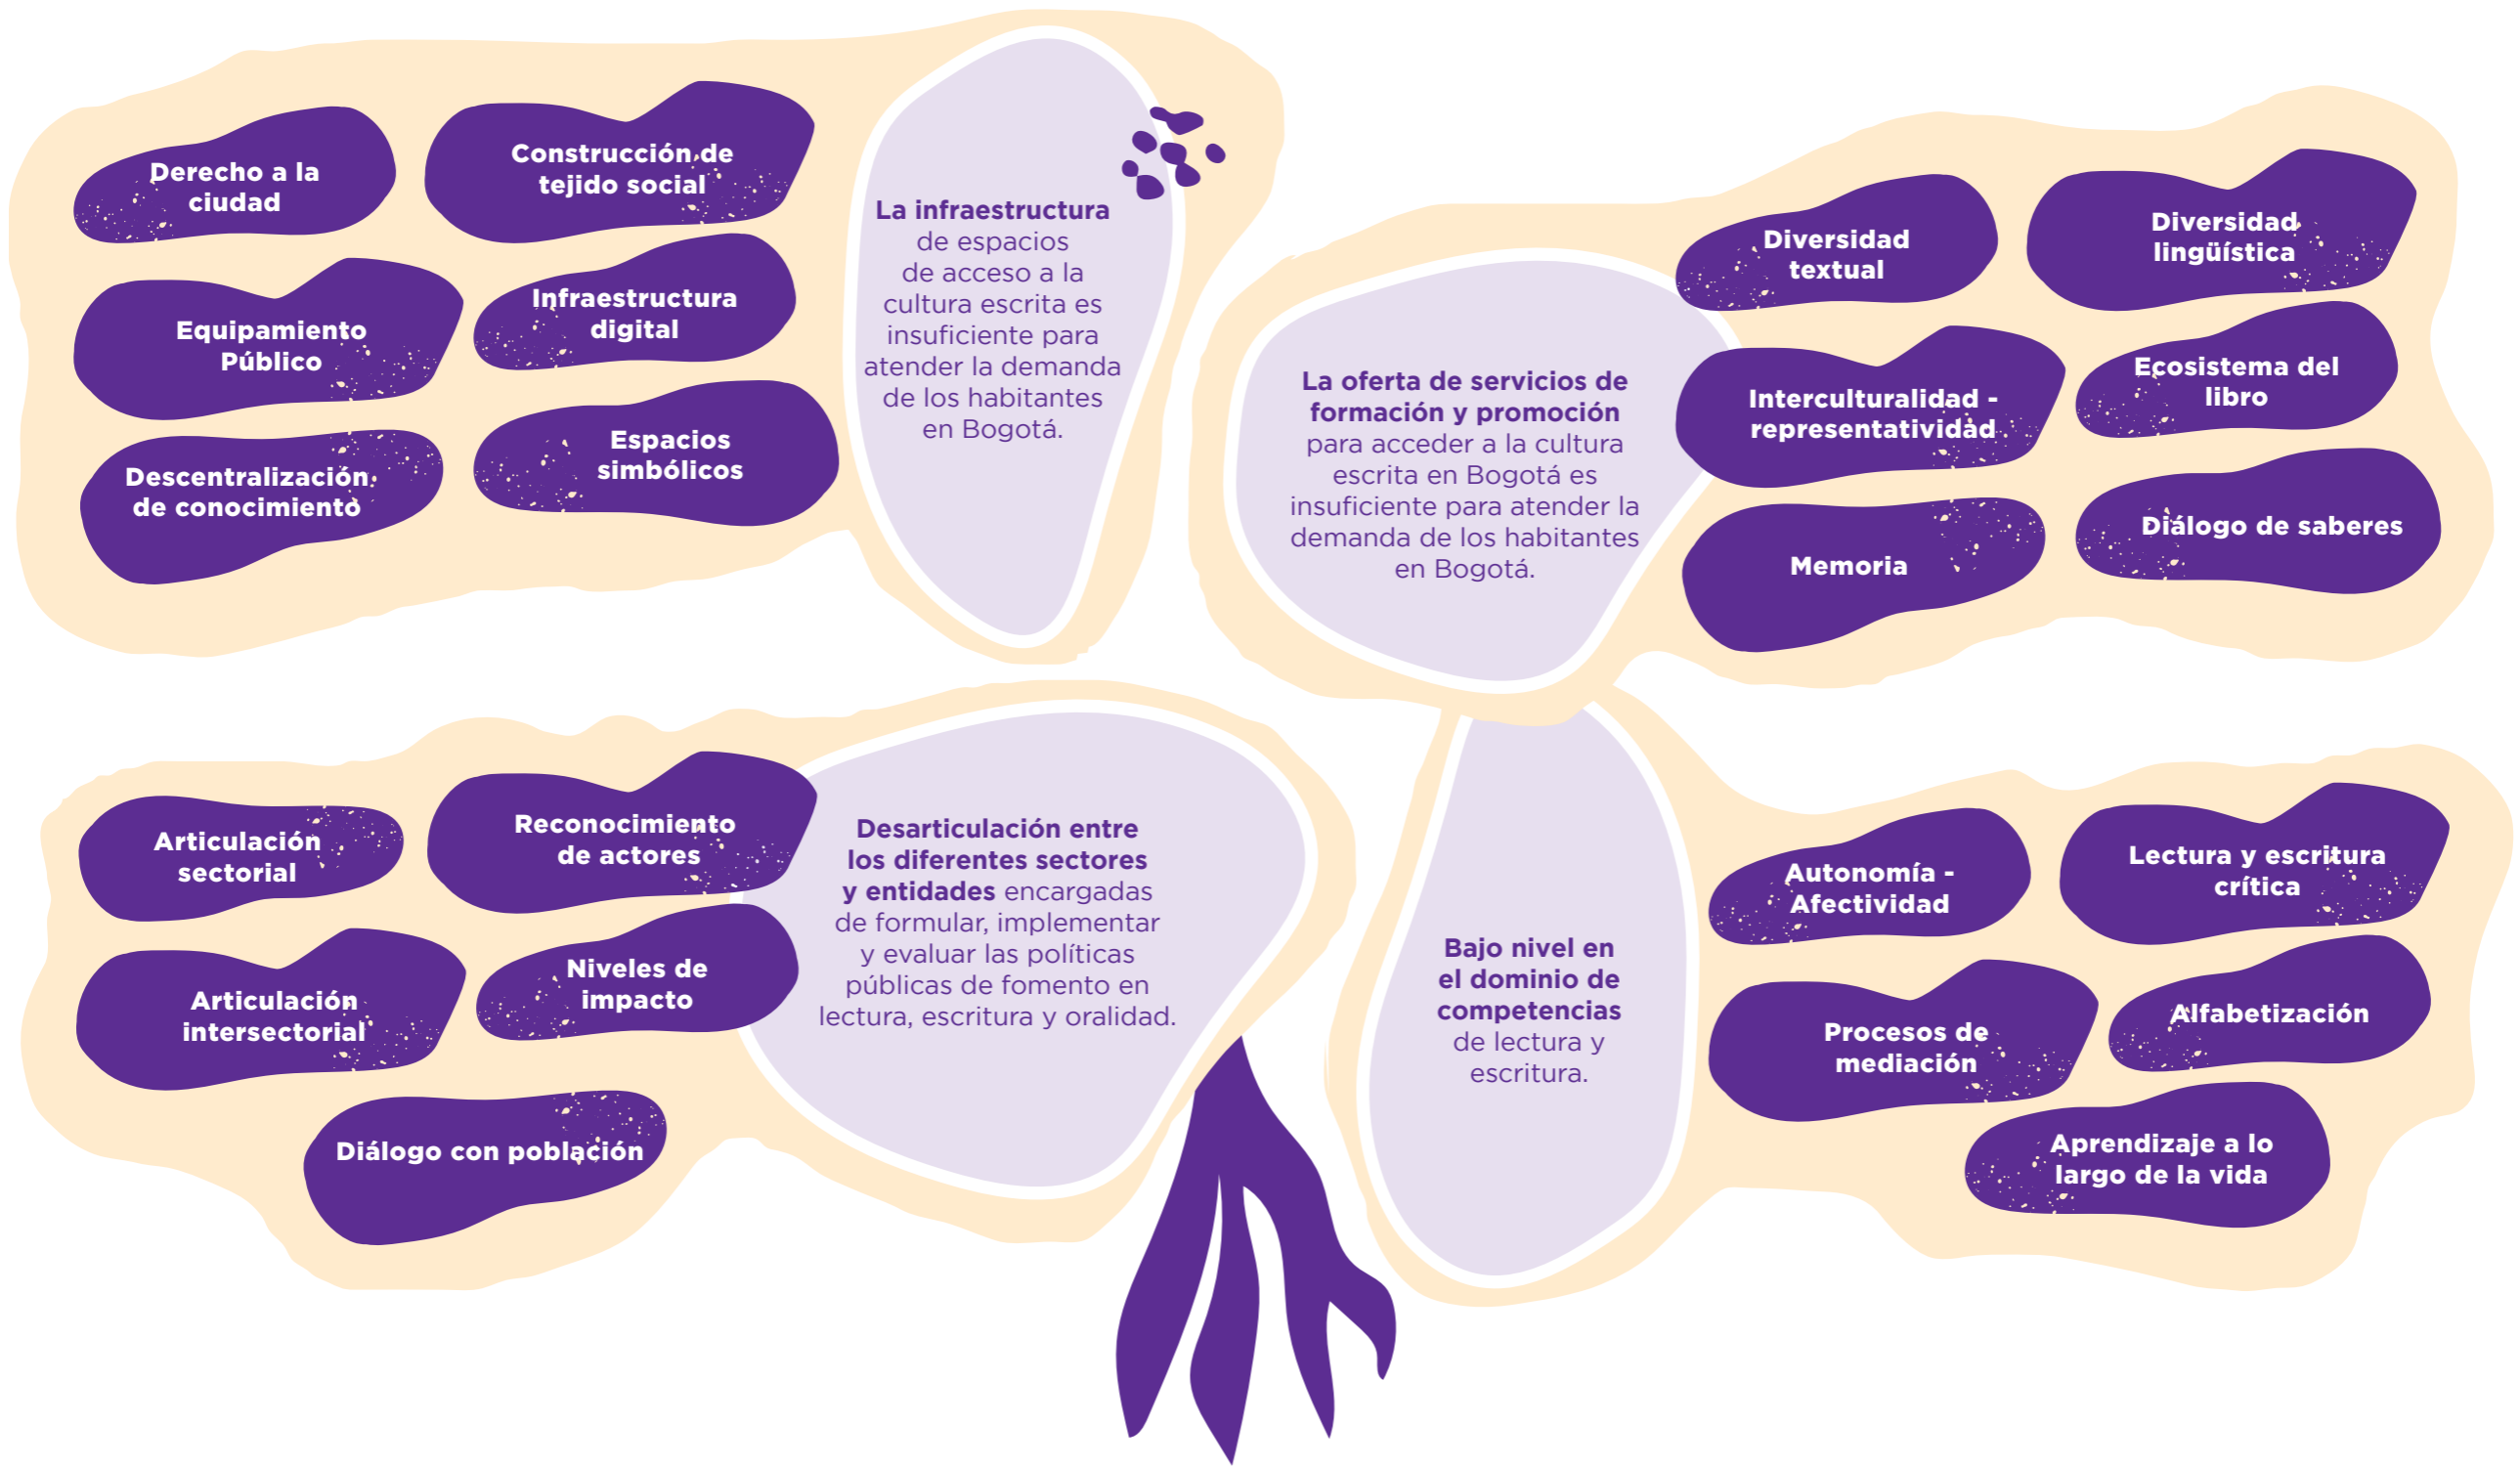 Derecho a la
ciudad
Construcción de
tejido social
Equipamiento
Público
Infraestructura
digital
Descentralización
de conocimiento
Espacios
simbólicos
La infraestructura
de espacios
de acceso a la
cultura escrita es
insuficiente para
atender la demanda
de los habitantes
en Bogotá.
La oferta de servicios de
formación y promoción
para acceder a la cultura
escrita en Bogotá es
insuficiente para atender la
demanda de los habitantes
en Bogotá.
Diversidad
textual
Diversidad
lingüística
Interculturalidad -
representatividad
Ecosistema del
libro
Memoria
Diálogo de saberes
Articulación
sectorial
Reconocimiento
de actores
Articulación
intersectorial
Niveles de
impacto
Diálogo con población
Desarticulación entre
los diferentes sectores
y entidades encargadas
de formular, implementar
y evaluar las políticas
públicas de fomento en
lectura, escritura y oralidad.
Bajo nivel en
el dominio de
competencias
de lectura y
escritura.
Autonomía -
Afectividad
Lectura y escritura
crítica
Procesos de
mediación
Alfabetización
Aprendizaje a lo
largo de la vida